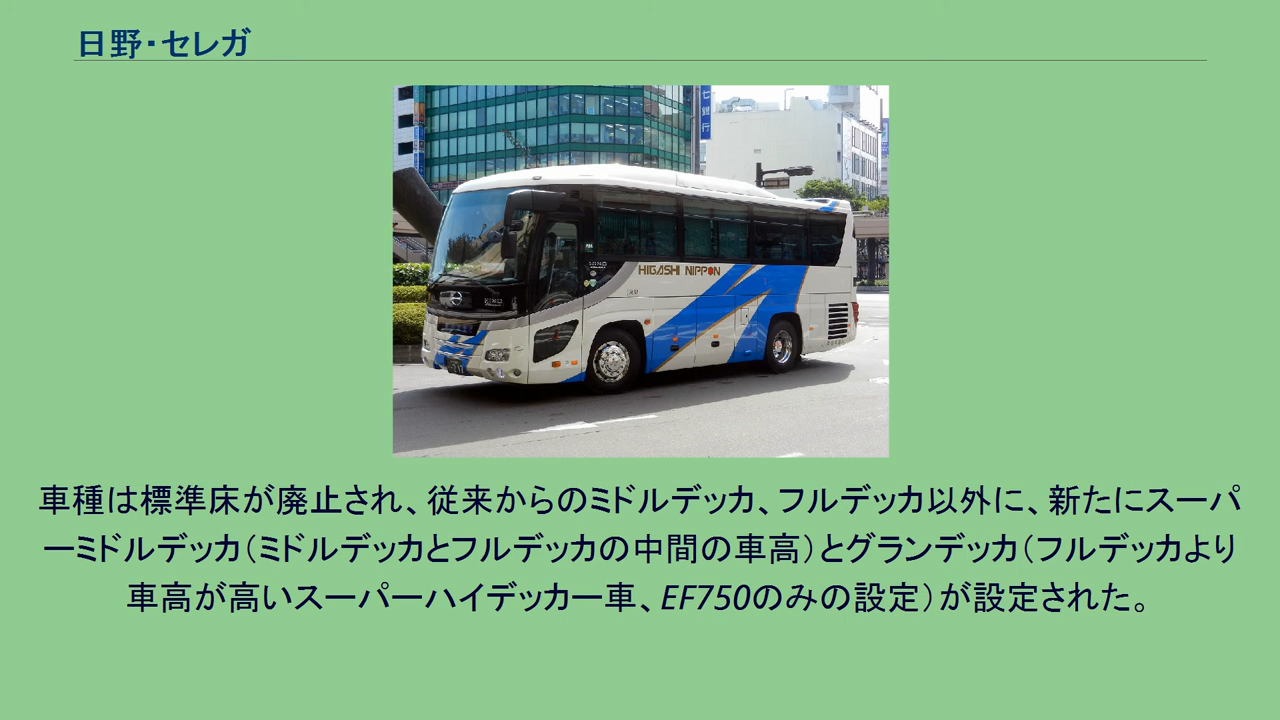 日野・セレガ
七
銀
行
HIGASHI NIPPON
HINO
HINO
車種は標準床が廃止され、従来からのミドルデッカ、フルデッカ以外に、新たにスーパ
ーミドルデッカ（ミドルデッカとフルデッカの中間の車高）とグランデッカ（フルデッカより
車高が高いスーパーハイデッカー車、EF750のみの設定）が設定された。